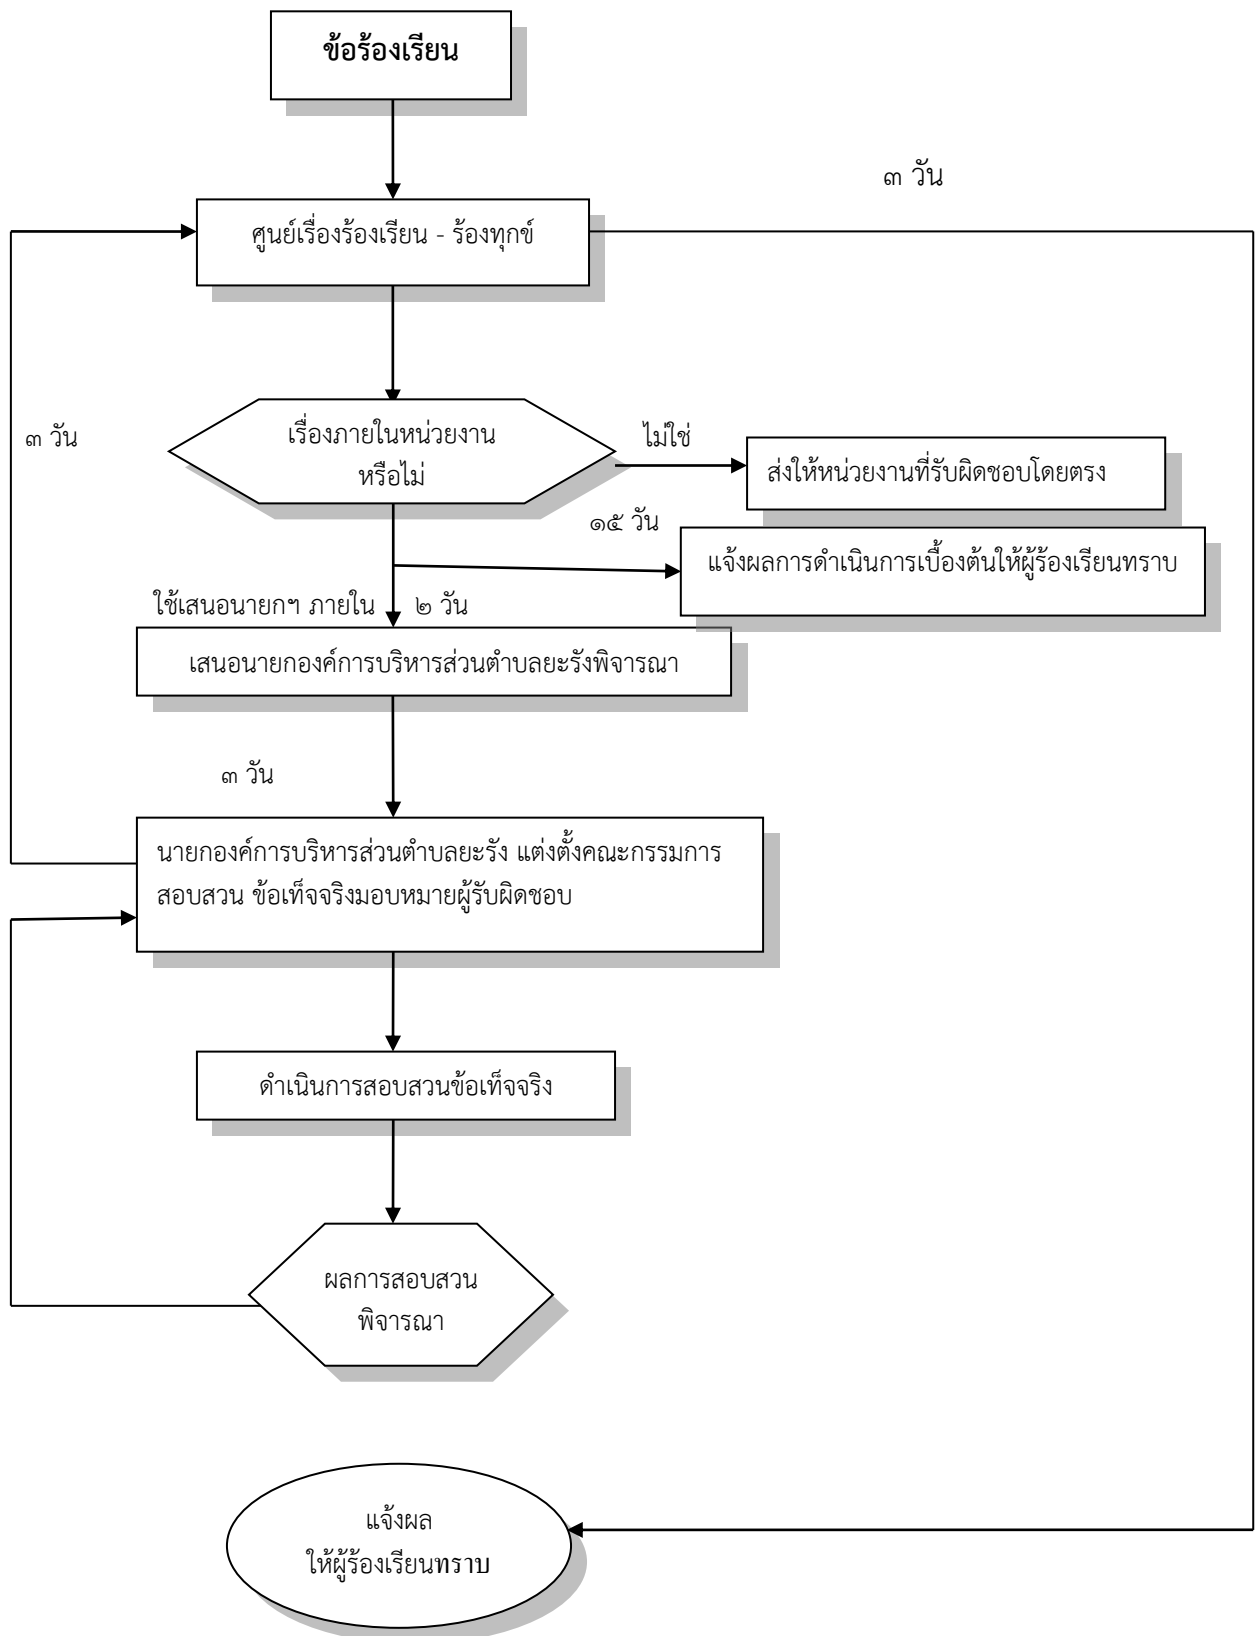 ข้อร้องเรียน
๓ วัน
ศูนย์เรื่องร้องเรียน - ร้องทุกข์
๓ วัน
เรื่องภายในหน่วยงาน
หรือไม่
ไม่ใช่
ส่งให้หน่วยงานที่รับผิดชอบโดยตรง
๑๕ วัน
แจ้งผลการดำเนินการเบื้องต้นให้ผู้ร้องเรียนทราบ
ใช้เสนอนายกฯ ภายใน ๒ วัน
เสนอนายกองค์การบริหารส่วนตำบลยะรังพิจารณา
๓ วัน
นายกองค์การบริหารส่วนตำบลยะรัง แต่งตั้งคณะกรรมการ
สอบสวน ข้อเท็จจริงมอบหมายผู้รับผิดชอบ
ดำเนินการสอบสวนข้อเท็จจริง
ผลการสอบสวน
พิจารณา
แจ้งผล
ให้ผู้ร้องเรียนทราบ